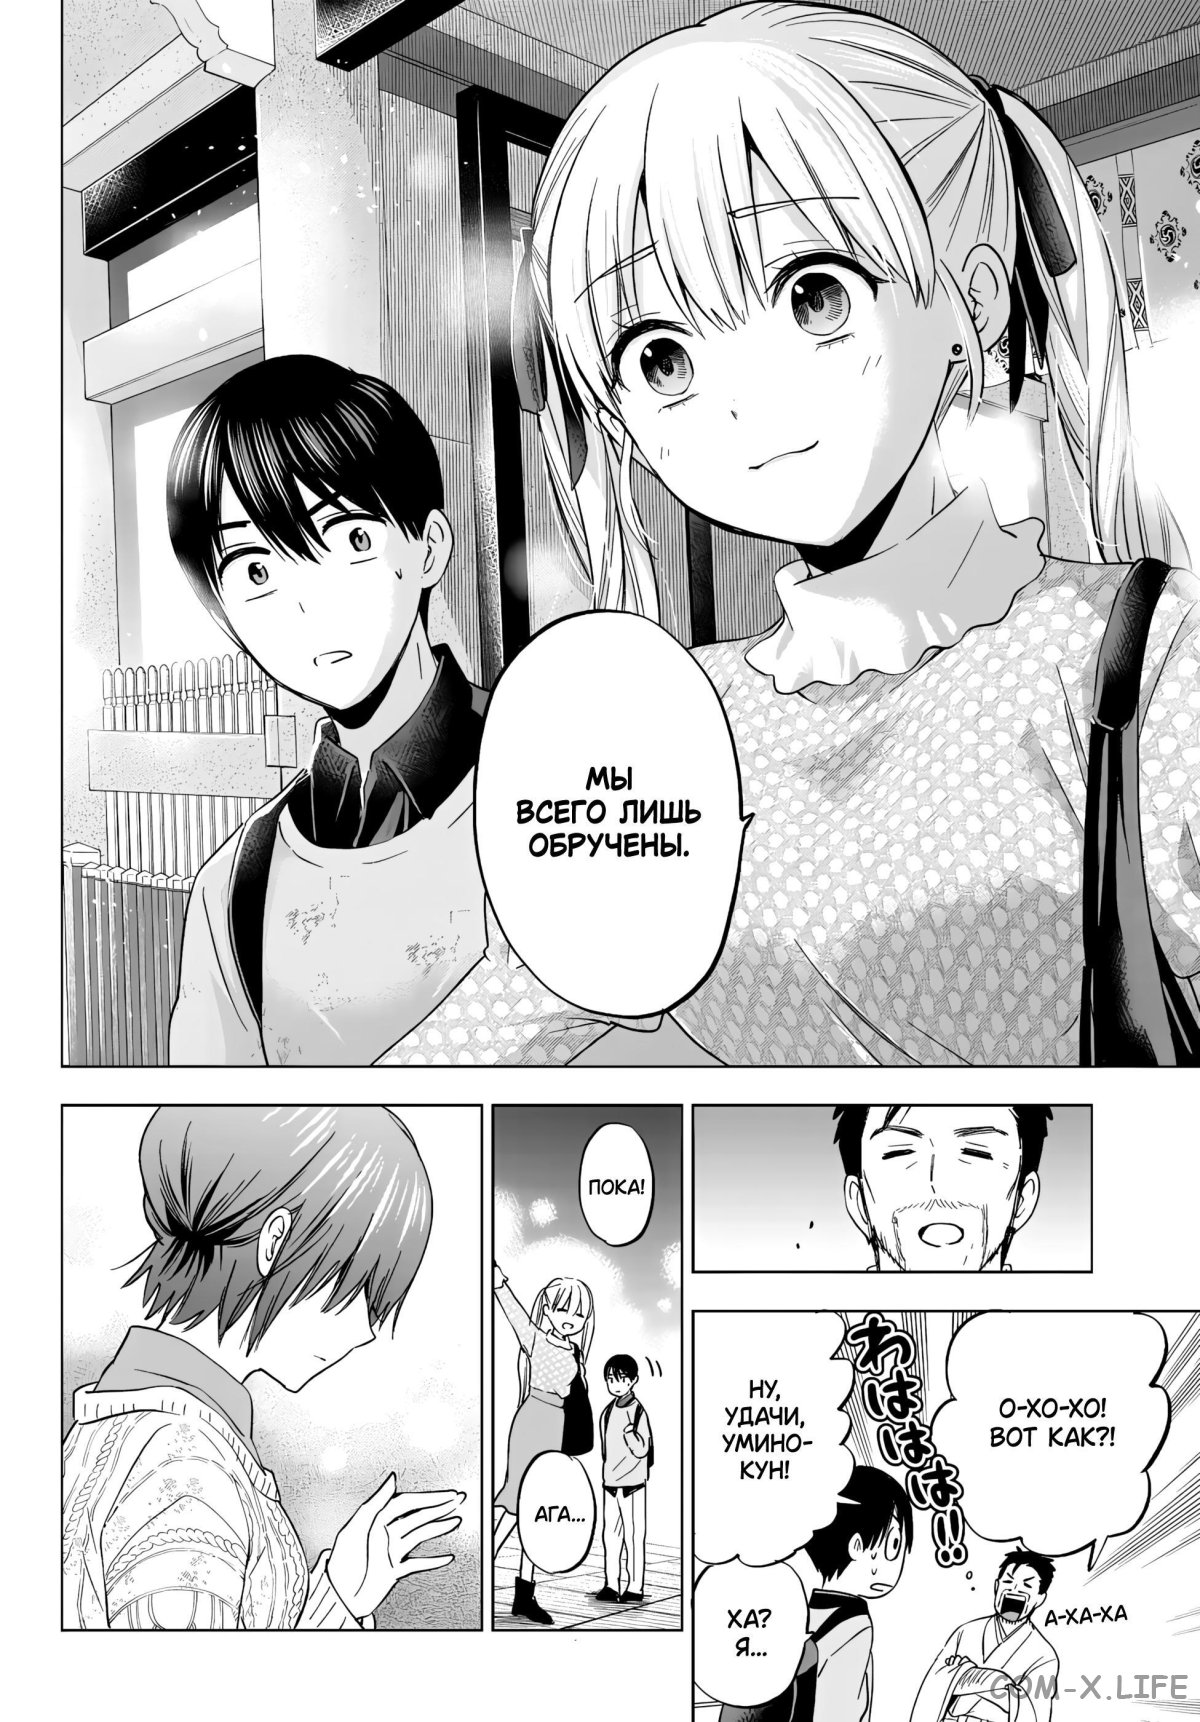 МЫ
ВСЕГО ЛИШЬ
ОБРУЧЕНЫ.
О-ХО-ХО!
ВОТ КАК?!
わはははは!!
А-ХА-ХА
НУ,
УДАЧИ,
УМИНО-
КУН!
ХА?
Я...
ПОКА!
АГА...
COM-X.LIFE